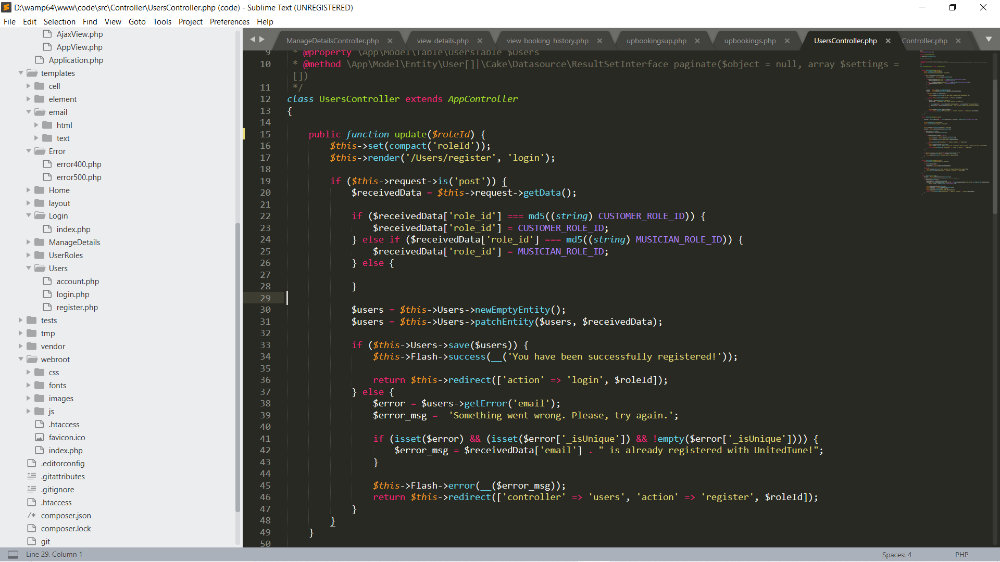 D:\wamp64\www\code\src\Controller\UsersController.php (code) - Sublime Text (UNREGISTERED)
File Edit Selection Find View Goto Tools Project Preferences Help
AjaxView.php
AppView.php
Application.php
templates
cell
element
email
html
text
Error
error400.php
error500.php
Home
layout
Login
index.php
ManageDetails
UserRoles
Users
account.php
login.php
register.php
tests
tmp
vendor
webroot
css
fonts
images
js
.htaccess
favicon.ico
index.php
.editorconfig
.gitattributes
.gitignore
.htaccess
composer.json
composer.lock
git
ManageDetailsController.php view_details.php view_booking_history.php upbookingsup.php upbookings.php UsersController.php Controller.php
9 * @property \App\Model\Table\UsersTable $Users
10 * @method \App\Model\Entity\User[]|\Cake\Datasource\ResultSetInterface paginate($object = null, array $settings =
[])
11 */
12 class UsersController extends AppController
13 {
14
15 public function update($roleId) {
16 $this->set(compact('roleId'));
17 $this->render('/Users/register', 'login');
18
19 if ($this->request->is('post')) {
20 $receivedData = $this->request->getData();
21
22 if ($receivedData['role_id'] === md5((string) CUSTOMER_ROLE_ID)) {
23 $receivedData['role_id'] = CUSTOMER_ROLE_ID;
24 } else if ($receivedData['role_id'] === md5((string) MUSICIAN_ROLE_ID)) {
25 $receivedData['role_id'] = MUSICIAN_ROLE_ID;
26 } else {
27
28 }
29
30 $users = $this->Users->newEmptyEntity();
31 $users = $this->Users->patchEntity($users, $receivedData);
32
33 if ($this->Users->save($users)) {
34 $this->Flash->success(__('You have been successfully registered!'));
35
36 return $this->redirect(['action' => 'login', $roleId]);
37 } else {
38 $error = $users->getError('email');
39 $error_msg =  'Something went wrong. Please, try again.';
40
41 if (isset($error) && (isset($error['_isUnique']) && !empty($error['_isUnique']))) {
42 $error_msg = $receivedData['email'] . " is already registered with UnitedTune!";
43 }
44
45 $this->Flash->error(__($error_msg));
46 return $this->redirect(['controller' => 'users', 'action' => 'register', $roleId]);
47 }
48 }
49 }
50
Line 29, Column 1 Spaces: 4 PHP